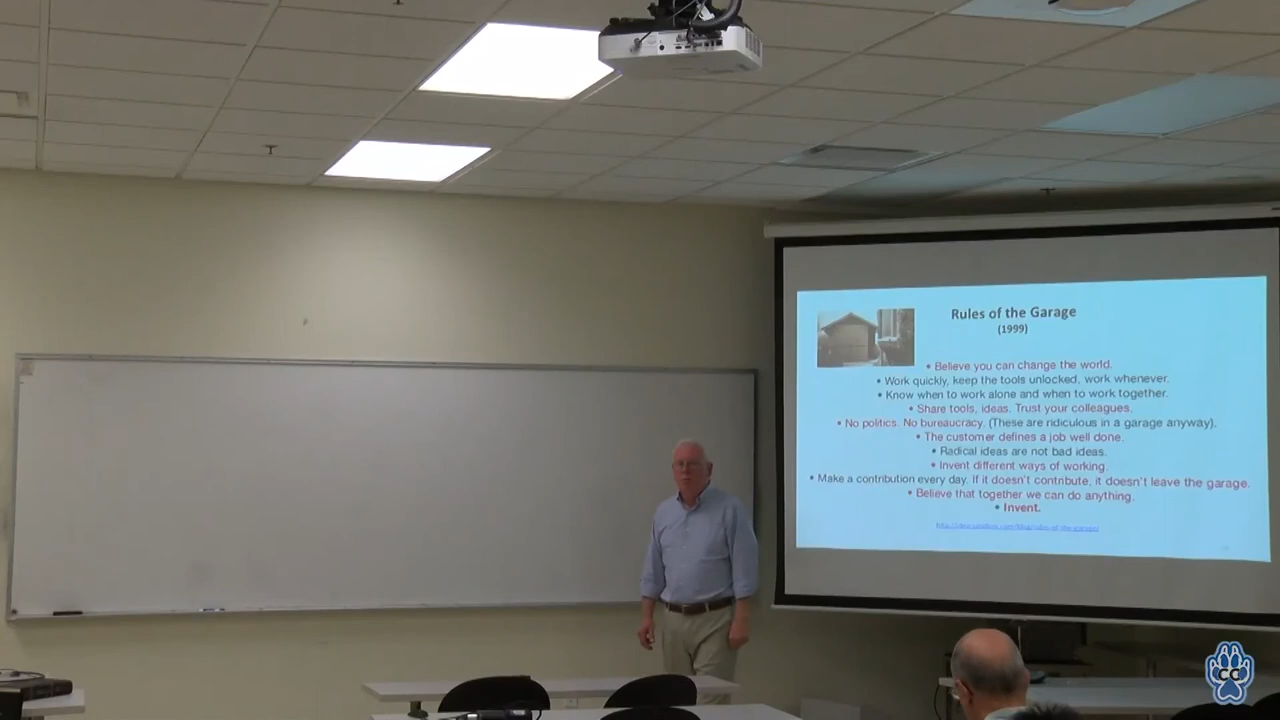 Rules of the Garage
(1999)
• Believe you can change the world.
• Work quickly, keep the tools unlocked, work whenever.
• Know when to work alone and when to work together.
• Share tools, ideas. Trust your colleagues.
• No politics. No bureaucracy. (These are ridiculous in a garage anyway).
• The customer defines a job well done.
• Radical ideas are not bad ideas.
• Invent different ways of working.
• Make a contribution every day. If it doesn't contribute, it doesn't leave the garage.
• Believe that together we can do anything.
• Invent.
CC